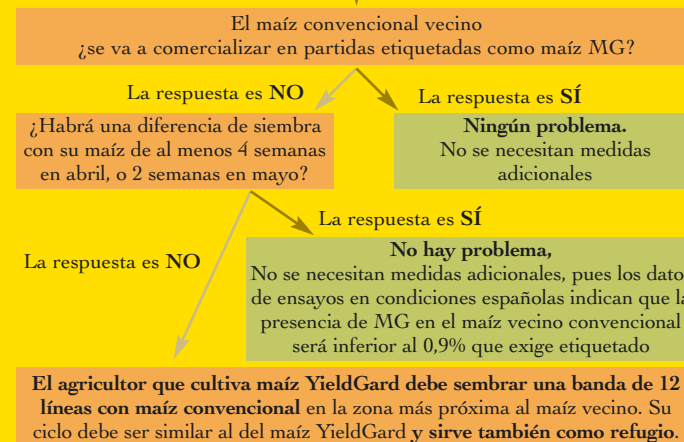 El maíz convencional vecino
¿se va a comercializar en partidas etiquetadas como maíz MG?
La respuesta es NO
La respuesta es SÍ
¿Habrá una diferencia de siembra
con su maíz de al menos 4 semanas
en abril, o 2 semanas en mayo?
Ningún problema.
No se necesitan medidas
adicionales
La respuesta es SÍ
La respuesta es NO
No hay problema,
No se necesitan medidas adicionales, pues los dato
de ensayos en condiciones españolas indican que la
presencia de MG en el maíz vecino convencional
será inferior al 0,9% que exige etiquetado
El agricultor que cultiva maíz YieldGard debe sembrar una banda de 12
líneas con maíz convencional en la zona más próxima al maíz vecino. Su
ciclo debe ser similar al del maíz YieldGard y sirve también como refugio.